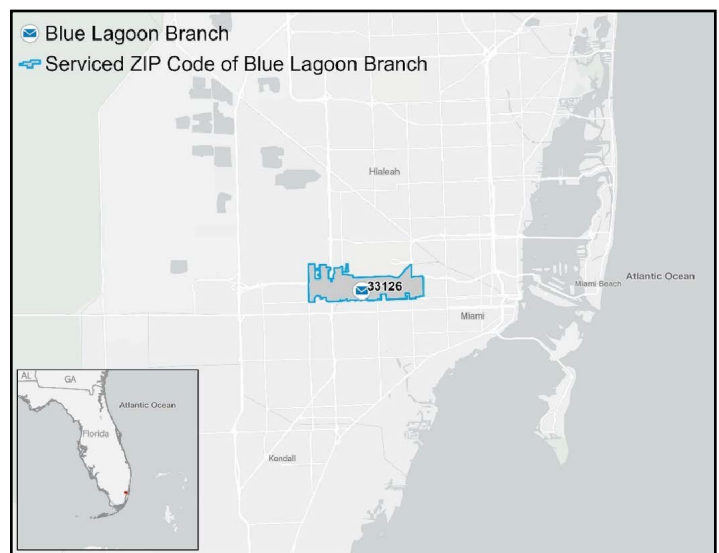 Blue Lagoon Branch
Serviced ZIP Code of Blue Lagoon Branch
Hialeah
33126
Atlantic Ocean
Miami Beach
Miami
Kendall
AL
GA
Atlantic Ocean
Florida